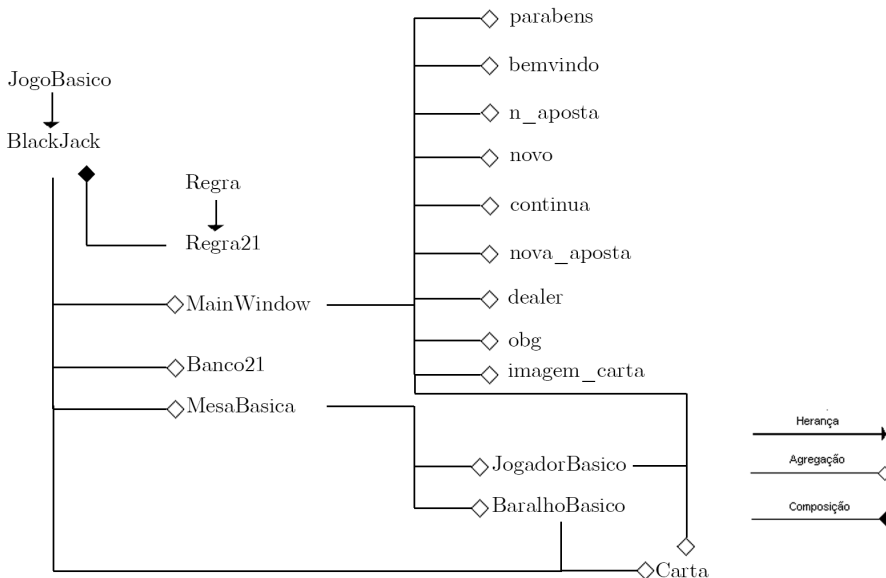 parabens
bemvindo
JogoBasico
n_aposta
BlackJack
novo
Regra
continua
Regra21
nova_aposta
MainWindow
dealer
obg
Banco21
imagem_carta
MesaBasica
Herança
JogadorBasico
Agregação
BaralhoBasico
Composição
Carta